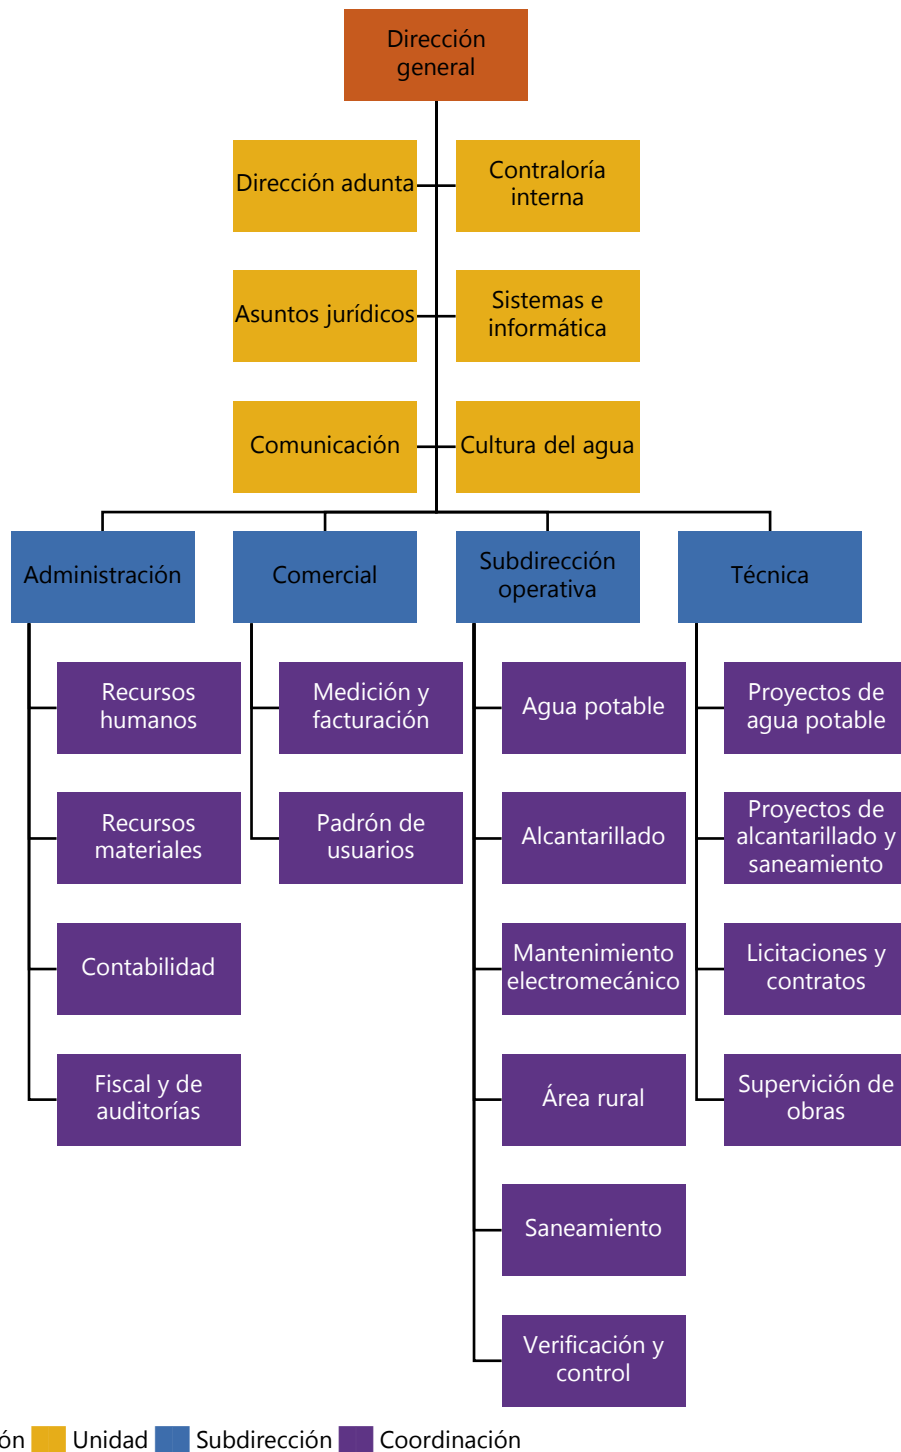 Dirección
general
Dirección adunta
Contraloría
interna
Asuntos jurídicos
Sistemas e
informática
Comunicación
Cultura del agua
Administración
Comercial
Subdirección
operativa
Técnica
Recursos
humanos
Medición y
facturación
Agua potable
Proyectos de
agua potable
Recursos
materiales
Padrón de
usuarios
Alcantarillado
Proyectos de
alcantarillado y
saneamiento
Contabilidad
Mantenimiento
electromecánico
Licitaciones y
contratos
Fiscal y de
auditorías
Área rural
Supervición de
obras
Saneamiento
Verificación y
control
ón Unidad Subdirección Coordinación